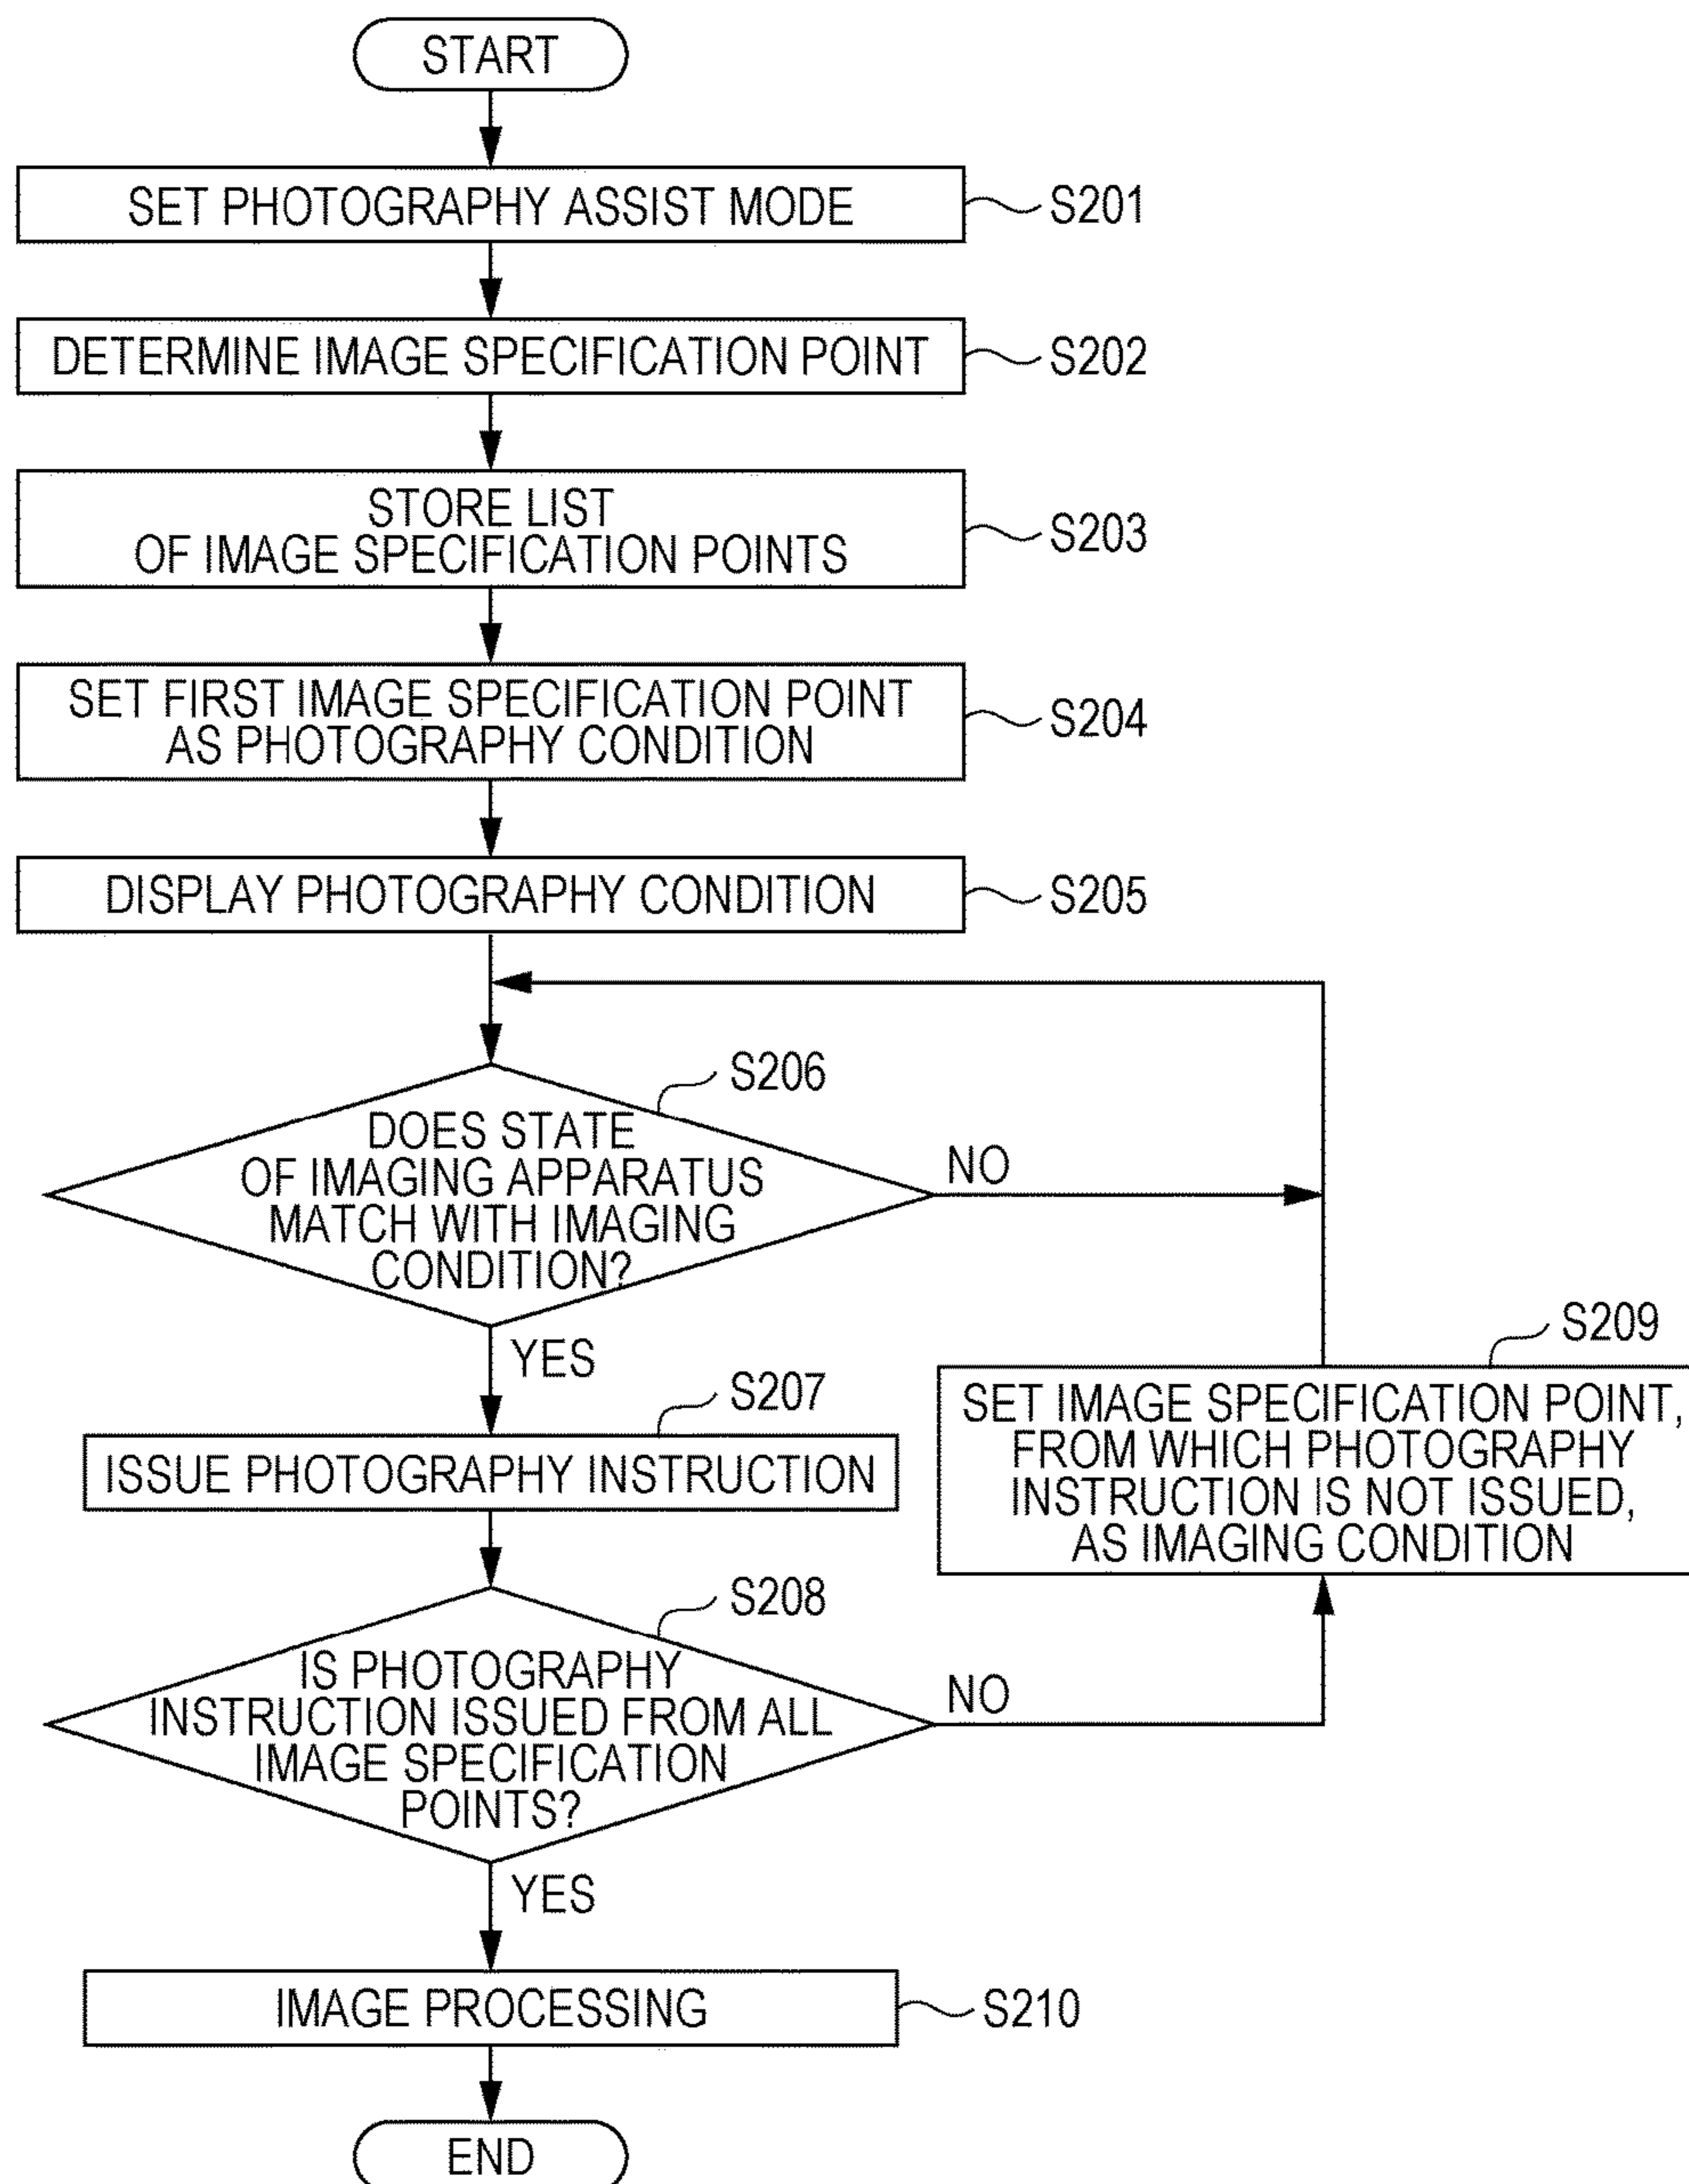 START
SET PHOTOGRAPHY ASSIST MODE
S201
DETERMINE IMAGE SPECIFICATION POINT
S202
STORE LIST
OF IMAGE SPECIFICATION POINTS
S203
SET FIRST IMAGE SPECIFICATION POINT
AS PHOTOGRAPHY CONDITION
S204
DISPLAY PHOTOGRAPHY CONDITION
S205
S206
DOES STATE
OF IMAGING APPARATUS
MATCH WITH IMAGING
CONDITION?
NO
YES
S207
ISSUE PHOTOGRAPHY INSTRUCTION
S209
SET IMAGE SPECIFICATION POINT,
FROM WHICH PHOTOGRAPHY
INSTRUCTION IS NOT ISSUED,
AS IMAGING CONDITION
S208
IS PHOTOGRAPHY
INSTRUCTION ISSUED FROM ALL
IMAGE SPECIFICATION
POINTS?
NO
YES
IMAGE PROCESSING
S210
END